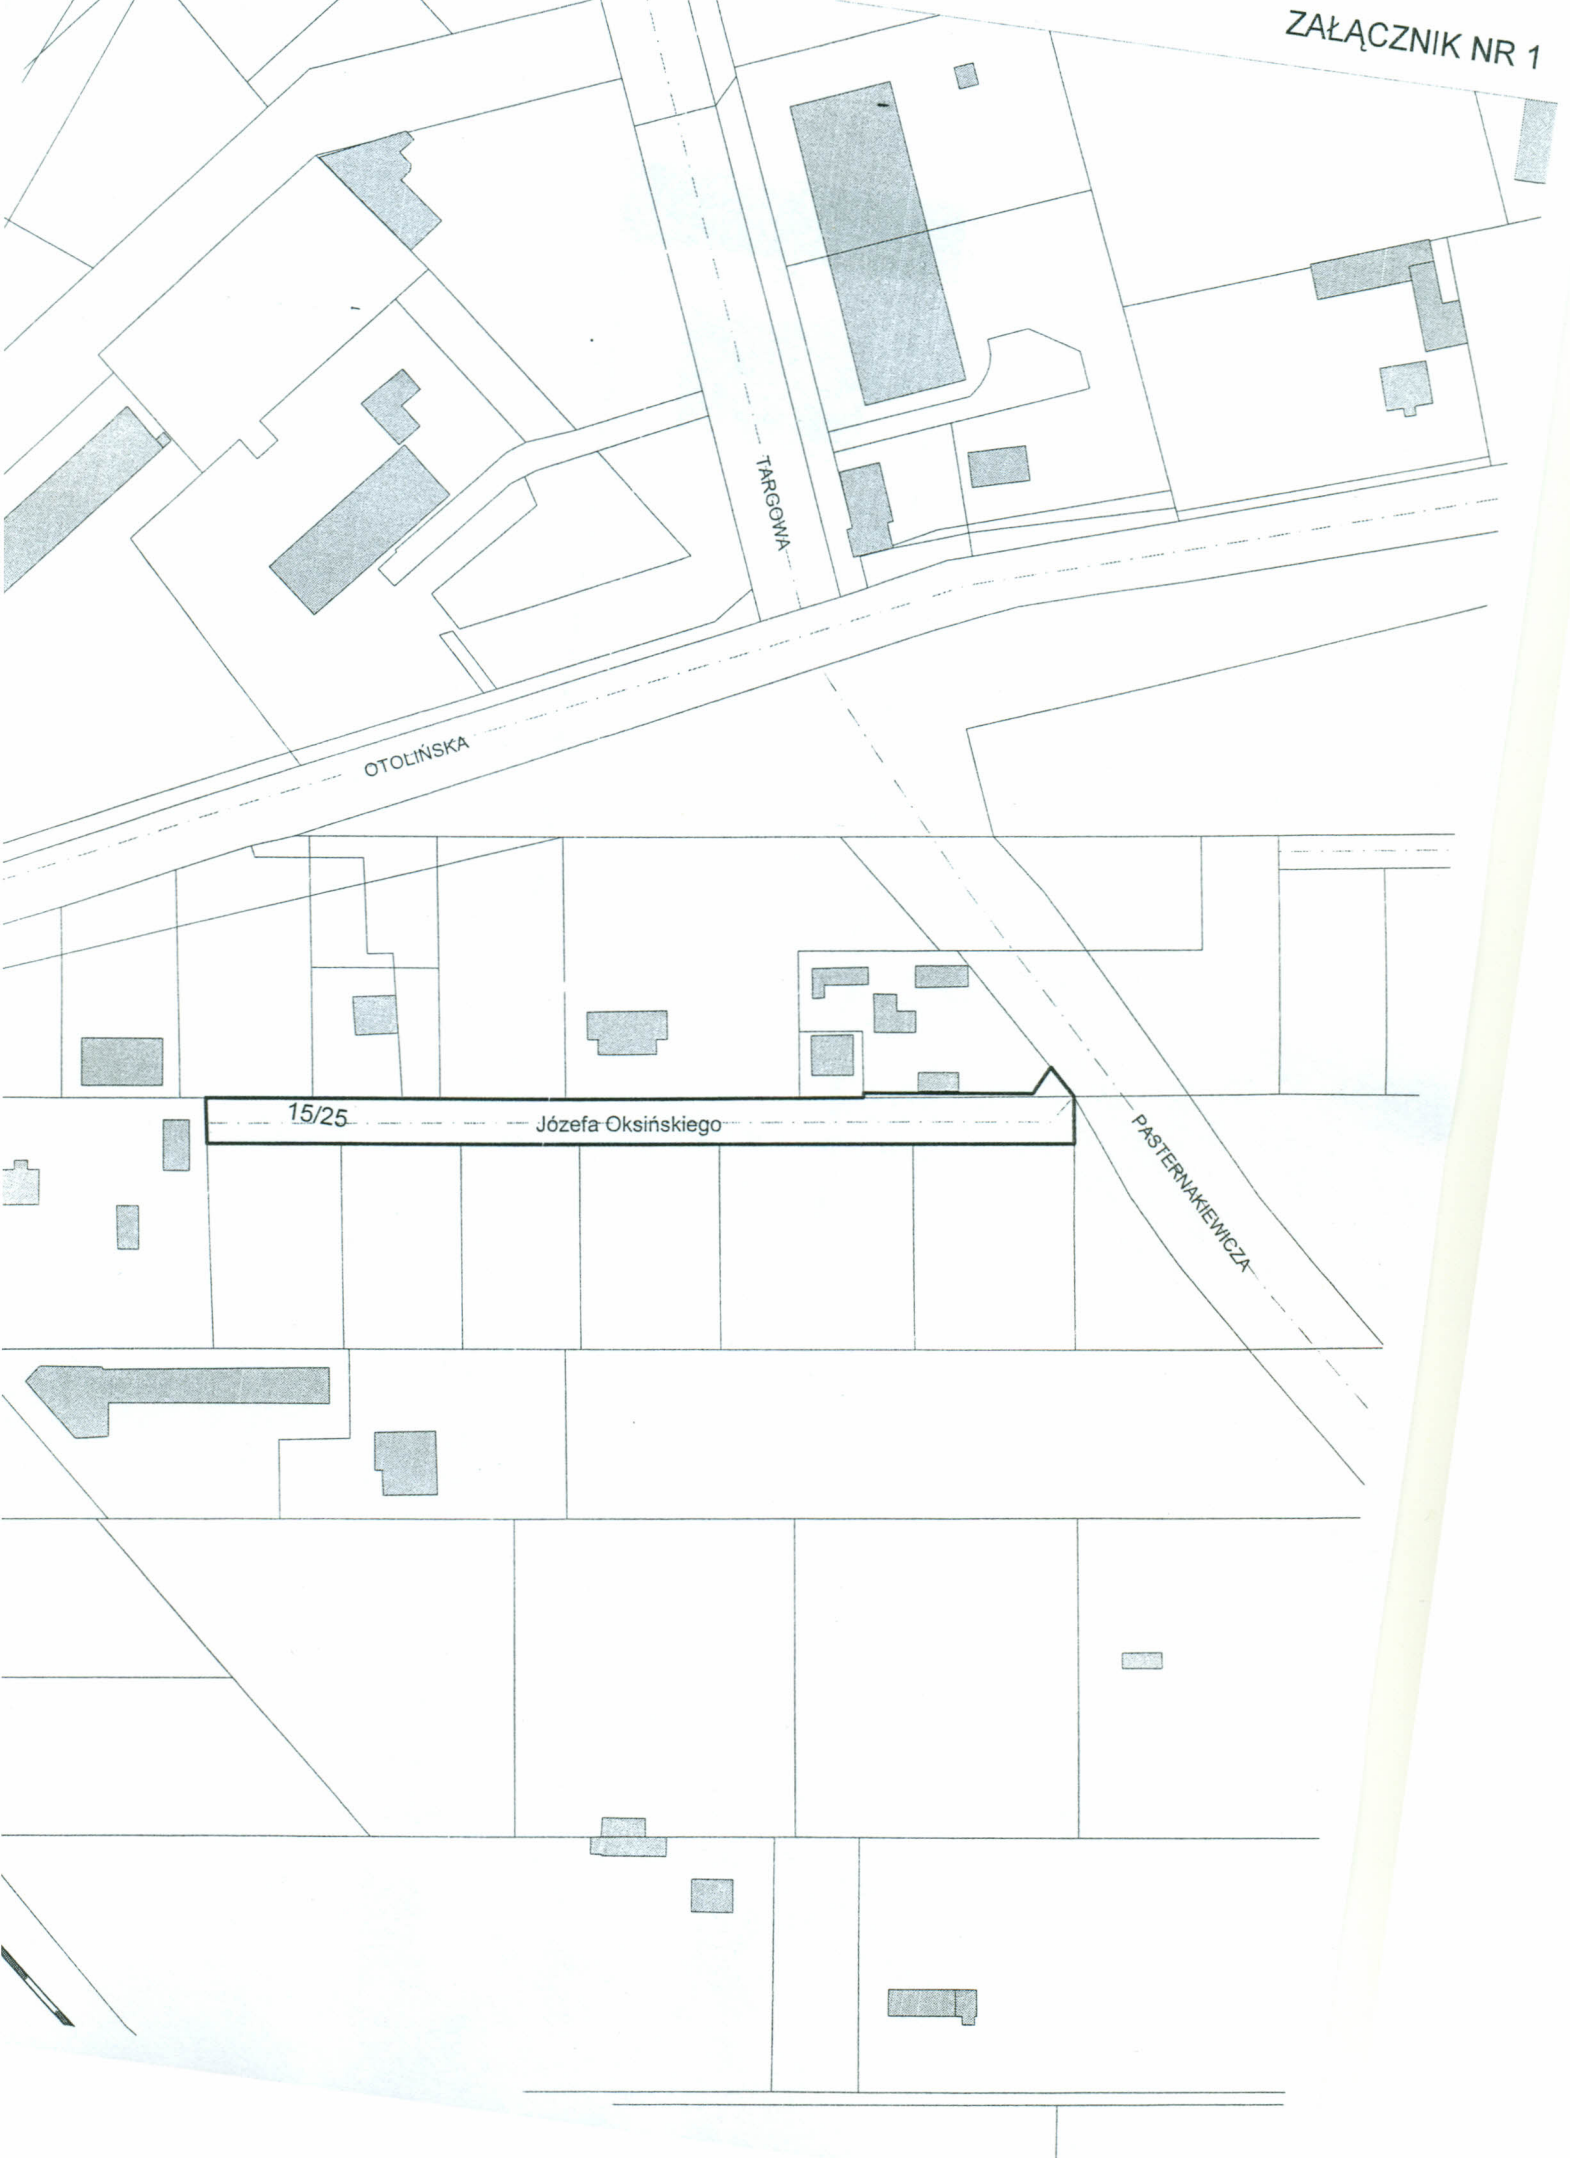 ZAŁĄCZNIK NR 1
TARGOWA
OTOLIŃSKA
15/25
Józefa Oksińskiego
PASTERNAKIEWICZA